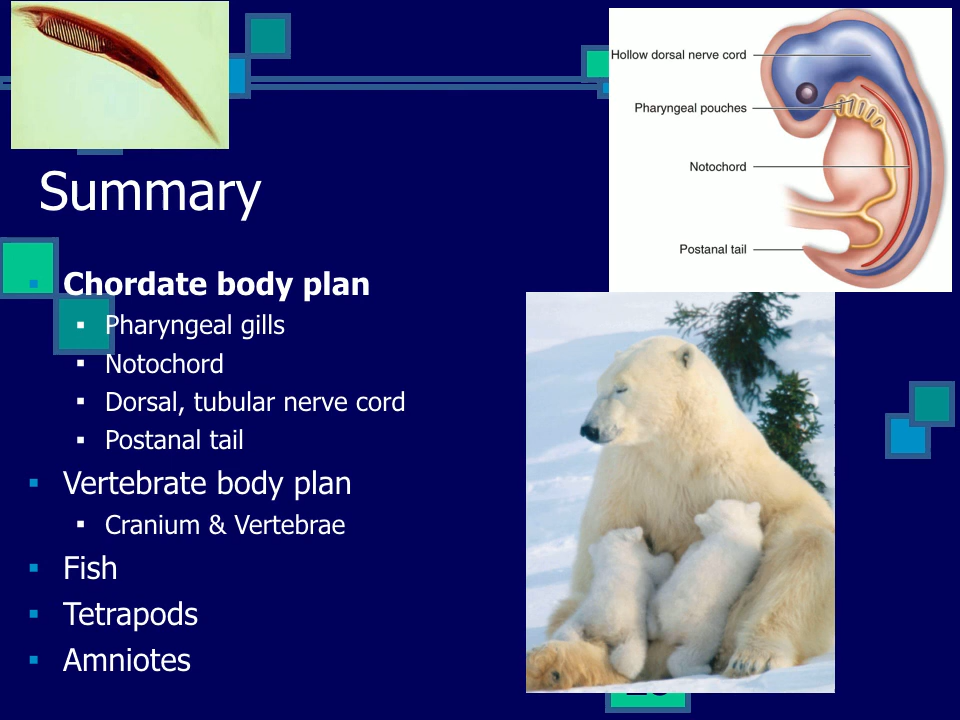 Hollow dorsal nerve cord
Pharyngeal pouches
Notochord
Postanal tail
Summary
Chordate body plan
Pharyngeal gills
Notochord
Dorsal, tubular nerve cord
Postanal tail
Vertebrate body plan
Cranium & Vertebrae
Fish
Tetrapods
Amniotes